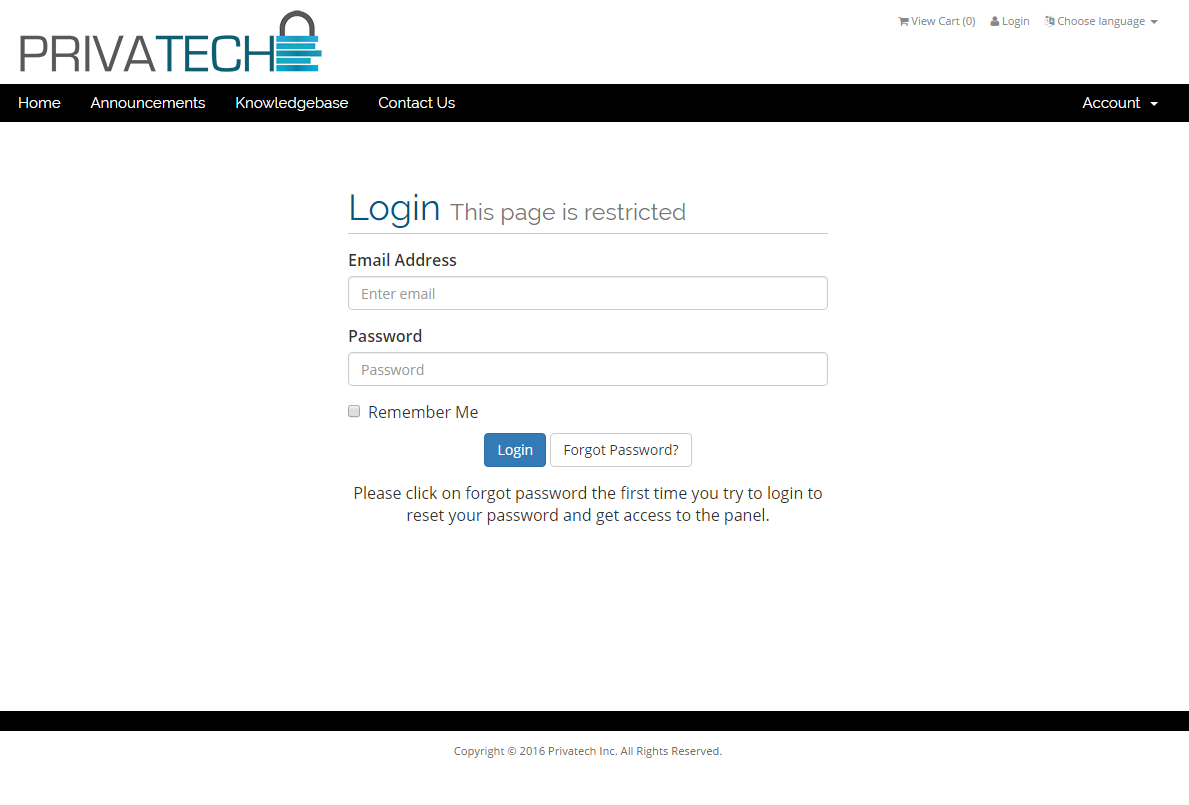 PRIVATECH
View Cart (0) Login Choose language
Home Announcements Knowledgebase Contact Us Account
Login This page is restricted
Email Address
Enter email
Password
Password
Remember Me
Login Forgot Password?
Please click on forgot password the first time you try to login to
reset your password and get access to the panel.
Copyright © 2016 Privatech Inc. All Rights Reserved.